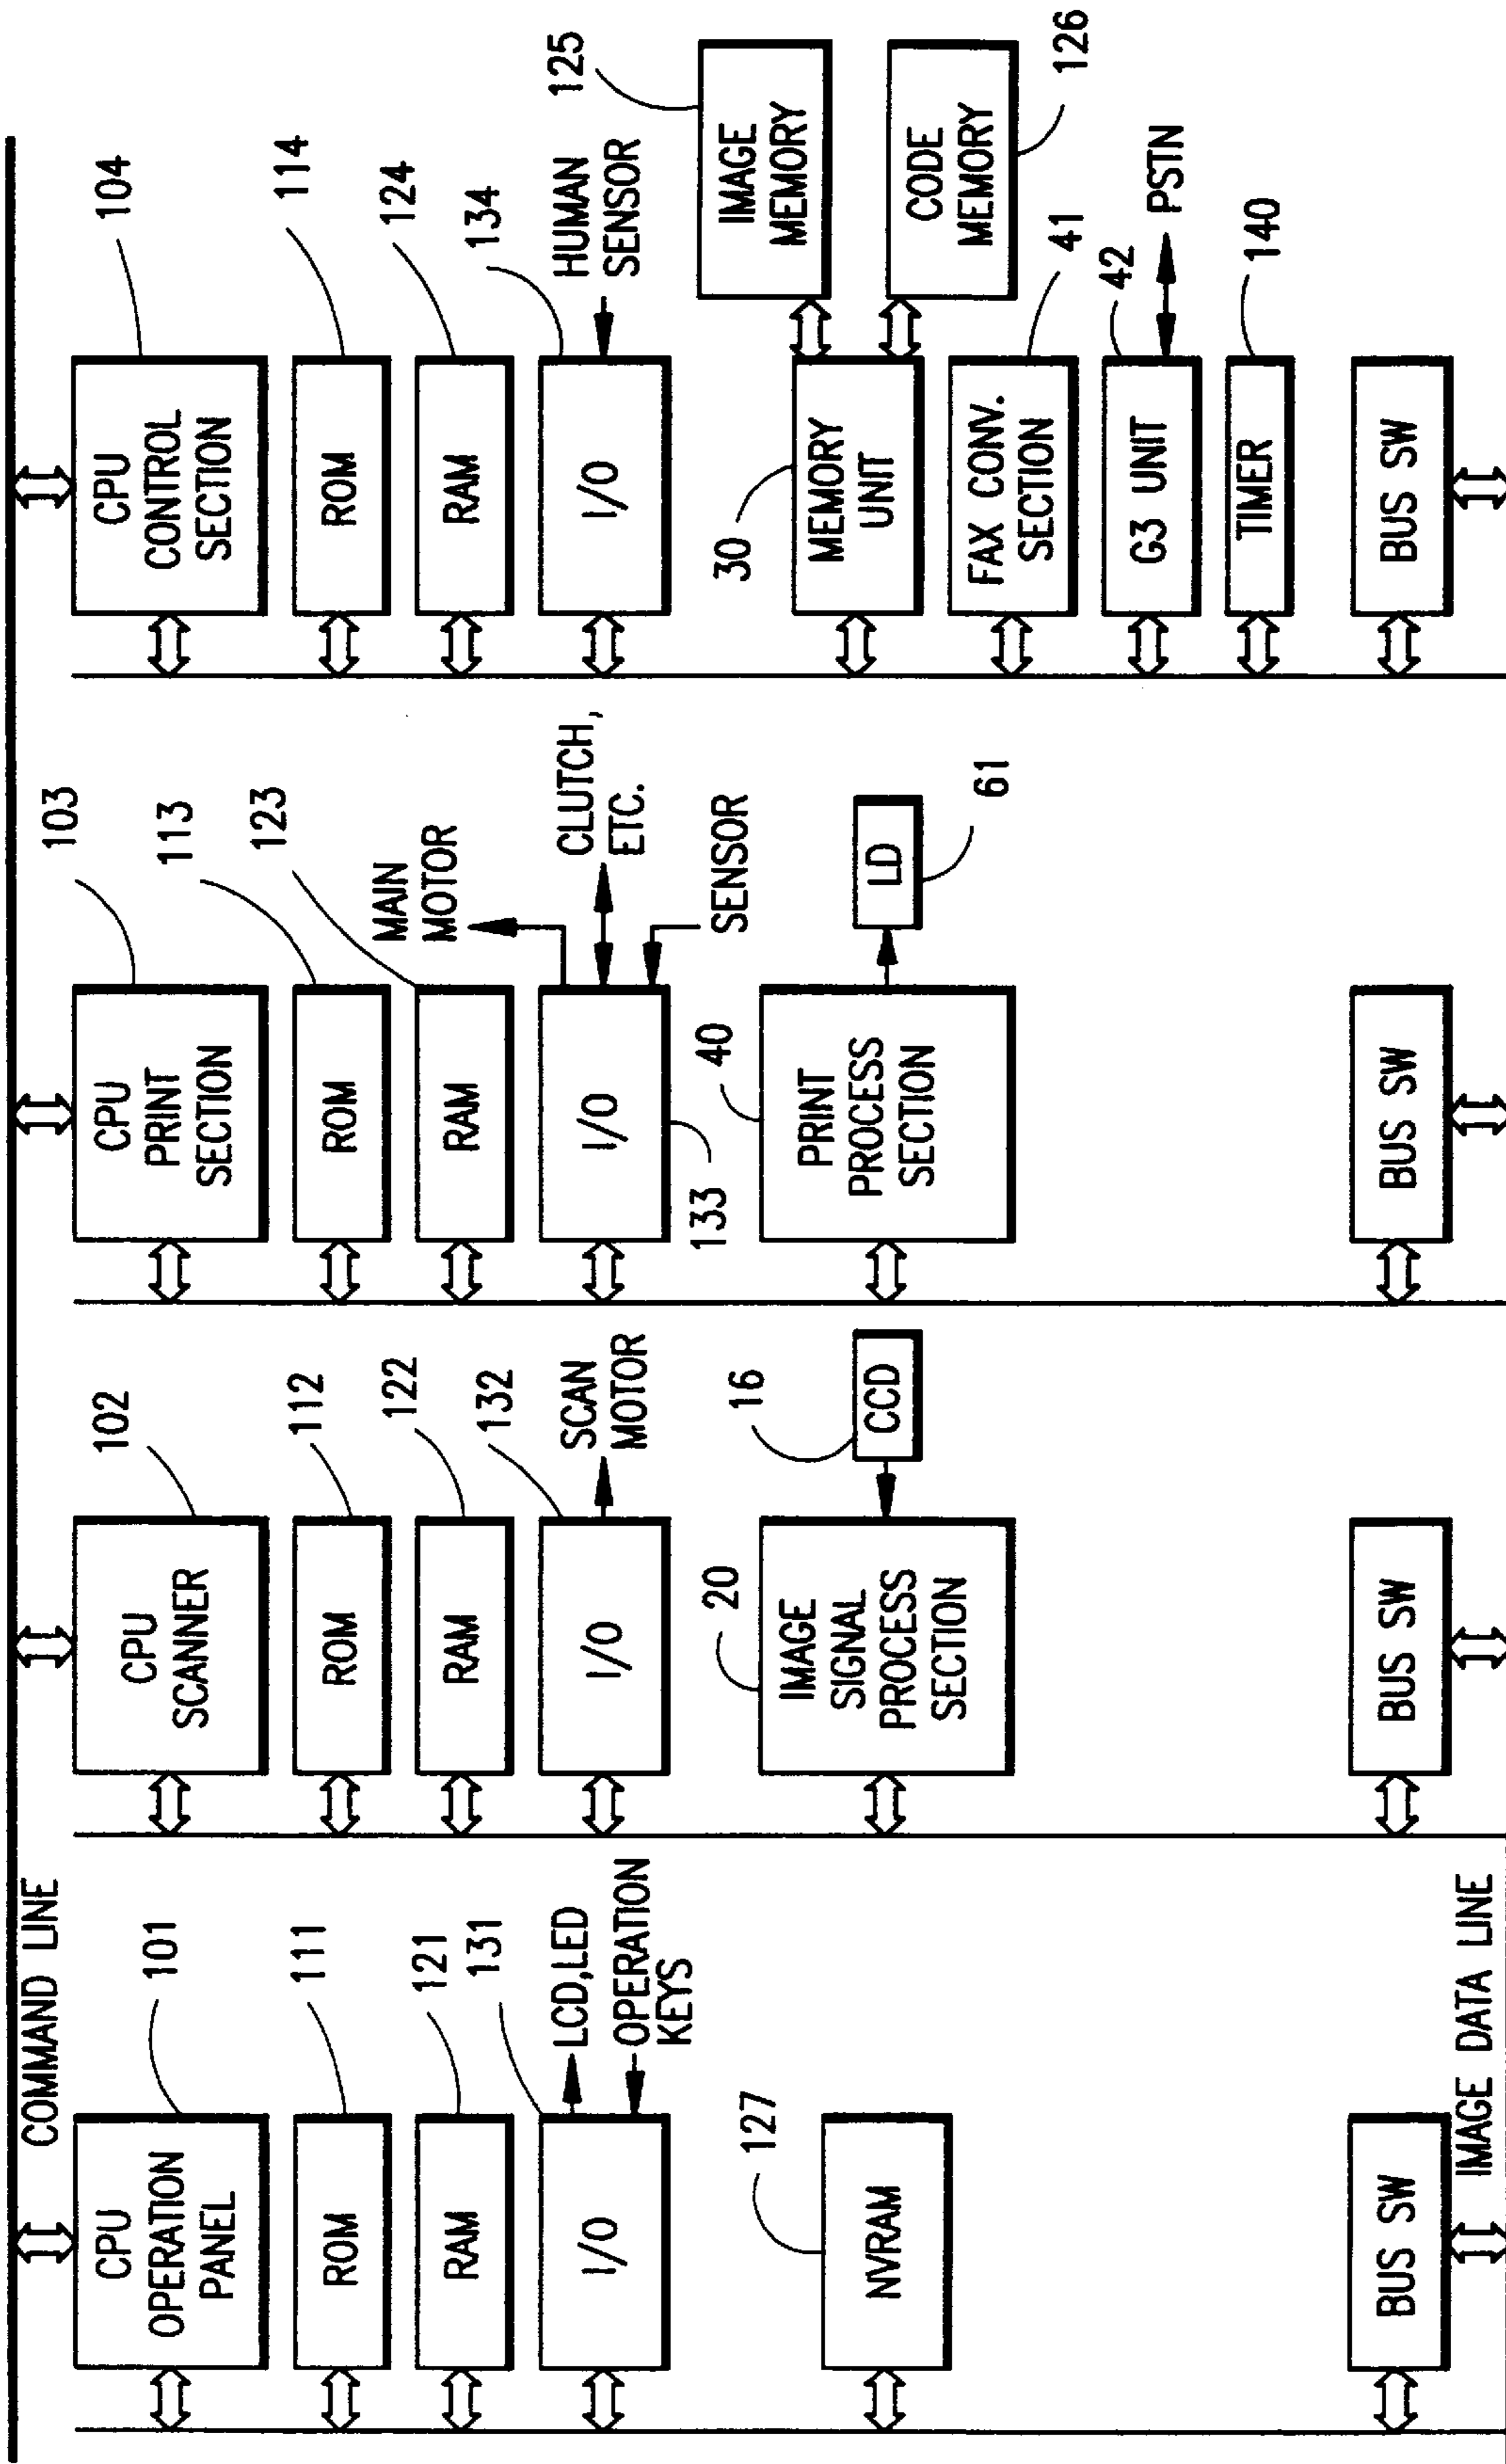 COMMAND LINE
101
CPU
OPERATION
PANEL
111
ROM
121
RAM
131
I/O
LCD,LED
OPERATION
KEYS
127
NVRAM
BUS SW
IMAGE DATA LINE
102
CPU
SCANNER
112
ROM
122
RAM
132
I/O
SCAN
MOTOR
20
IMAGE
SIGNAL
PROCESS
SECTION
16
CCD
BUS SW
103
CPU
PRINT
SECTION
113
ROM
123
RAM
MAIN
MOTOR
I/O
133
CLUTCH,
ETC.
SENSOR
40
PRINT
PROCESS
SECTION
LD
61
BUS SW
104
CPU
CONTROL
SECTION
114
ROM
124
RAM
134
I/O
HUMAN
SENSOR
30
MEMORY
UNIT
125
IMAGE
MEMORY
CODE
MEMORY
126
41
FAX CONV.
SECTION
42
G3 UNIT
PSTN
140
TIMER
BUS SW